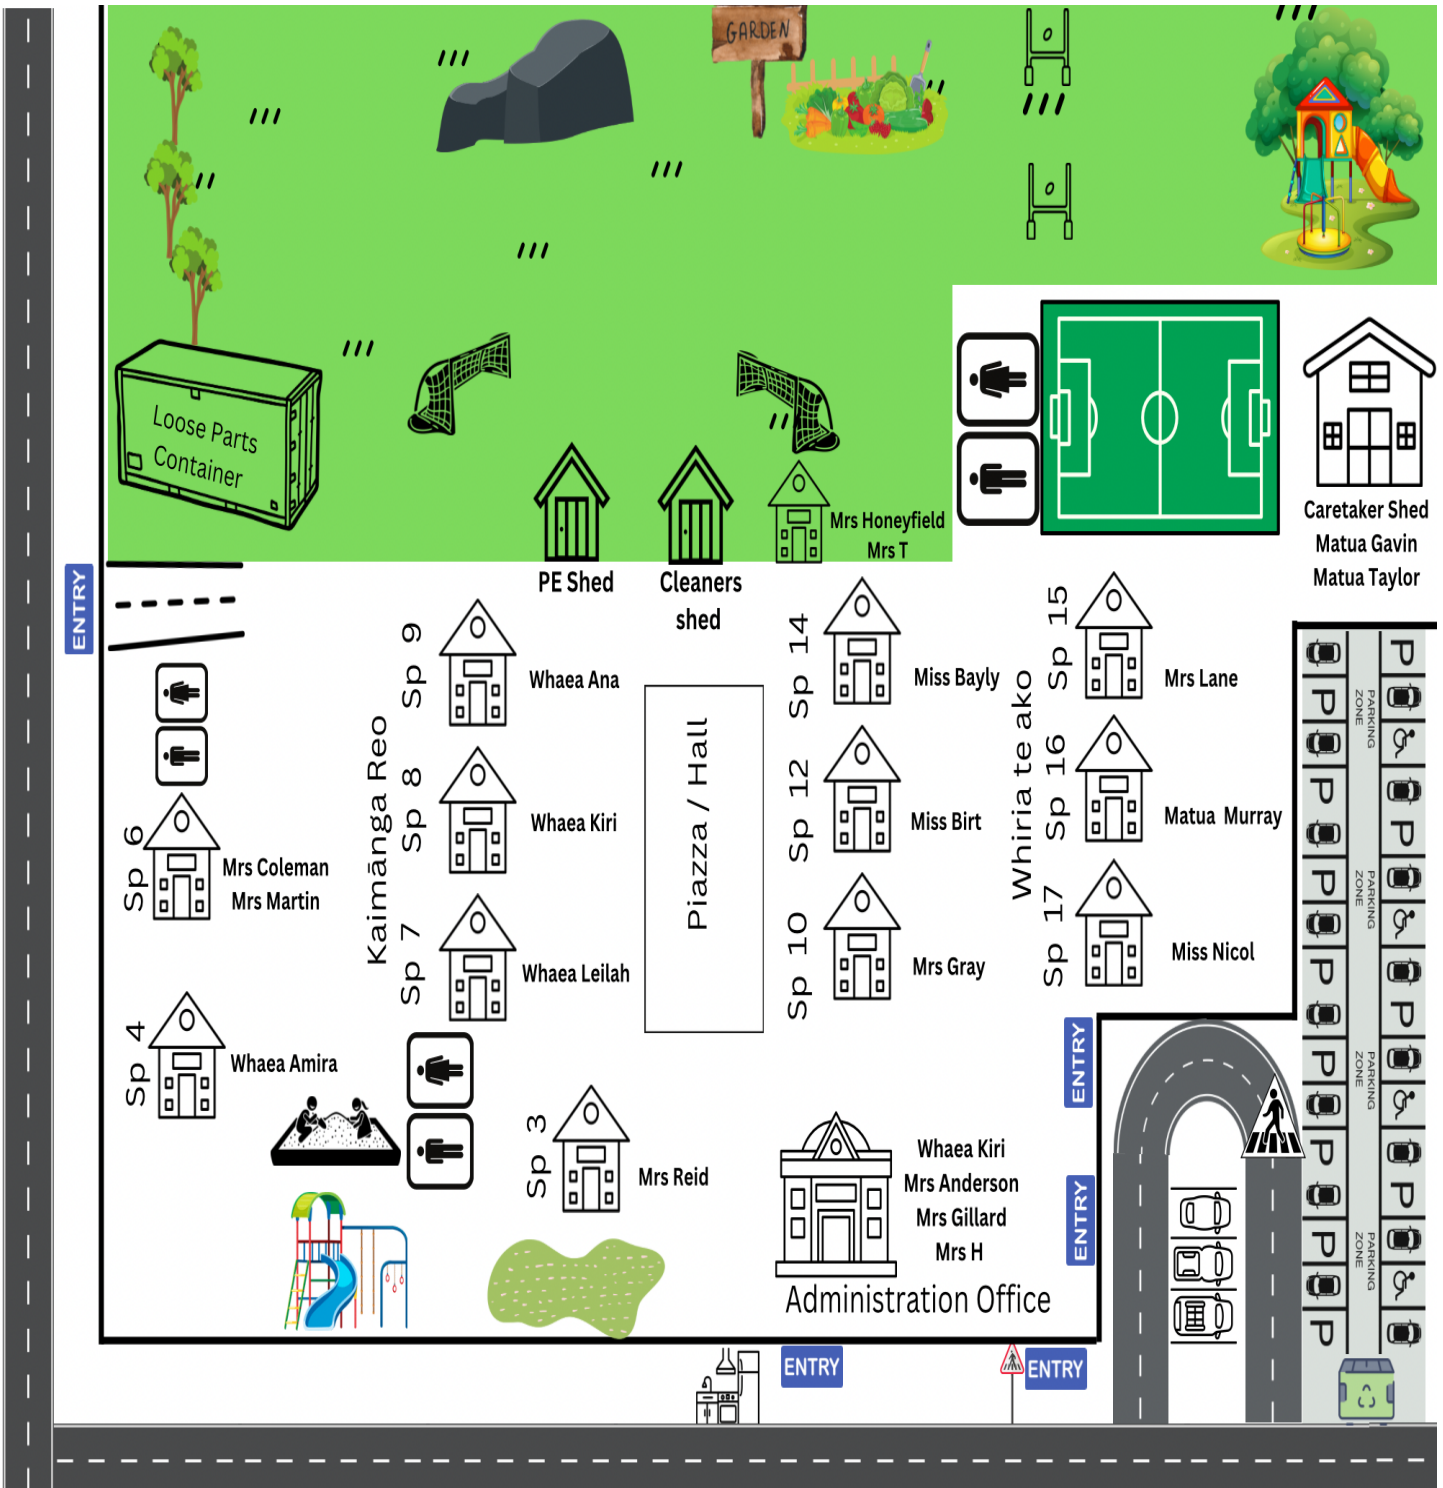 GARDEN
Loose Parts
Container
Mrs Honeyfield
Mrs T
Caretaker Shed
Matua Gavin
Matua Taylor
ENTRY
PE Shed
Cleaners
shed
Sp 9
Whaea Ana
Sp 14
Miss Bayly
Sp 15
Mrs Lane
Kaimānga Reo
Sp 8
Whaea Kiri
Piazza / Hall
Sp 12
Miss Birt
Whiria te ako
Sp 16
Matua Murray
Sp 6
Mrs Coleman
Mrs Martin
Sp 7
Whaea Leilah
Sp 10
Mrs Gray
Sp 17
Miss Nicol
Sp 4
Whaea Amira
Sp 3
Mrs Reid
Whaea Kiri
Mrs Anderson
Mrs Gillard
Mrs H
Administration Office
ENTRY
ENTRY
ENTRY
ENTRY
P
P
PARKING
ZONE
P
P
P
PARKING
ZONE
P
P
P
PARKING
ZONE
P
P
P
PARKING
ZONE
P